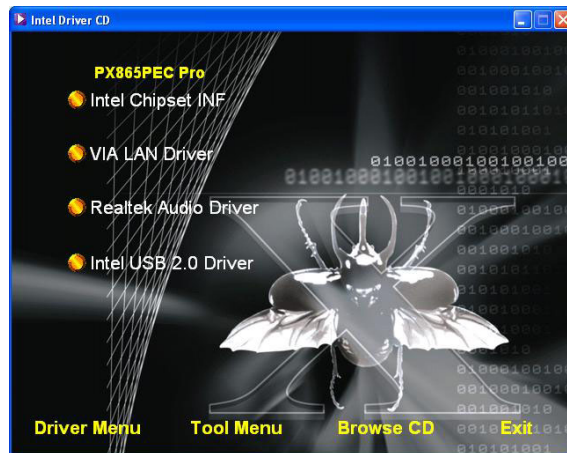 Intel Driver CD
PX865PEC Pro
Intel Chipset INF
VIA LAN Driver
Realtek Audio Driver
Intel USB 2.0 Driver
Driver Menu Tool Menu Browse CD Exit